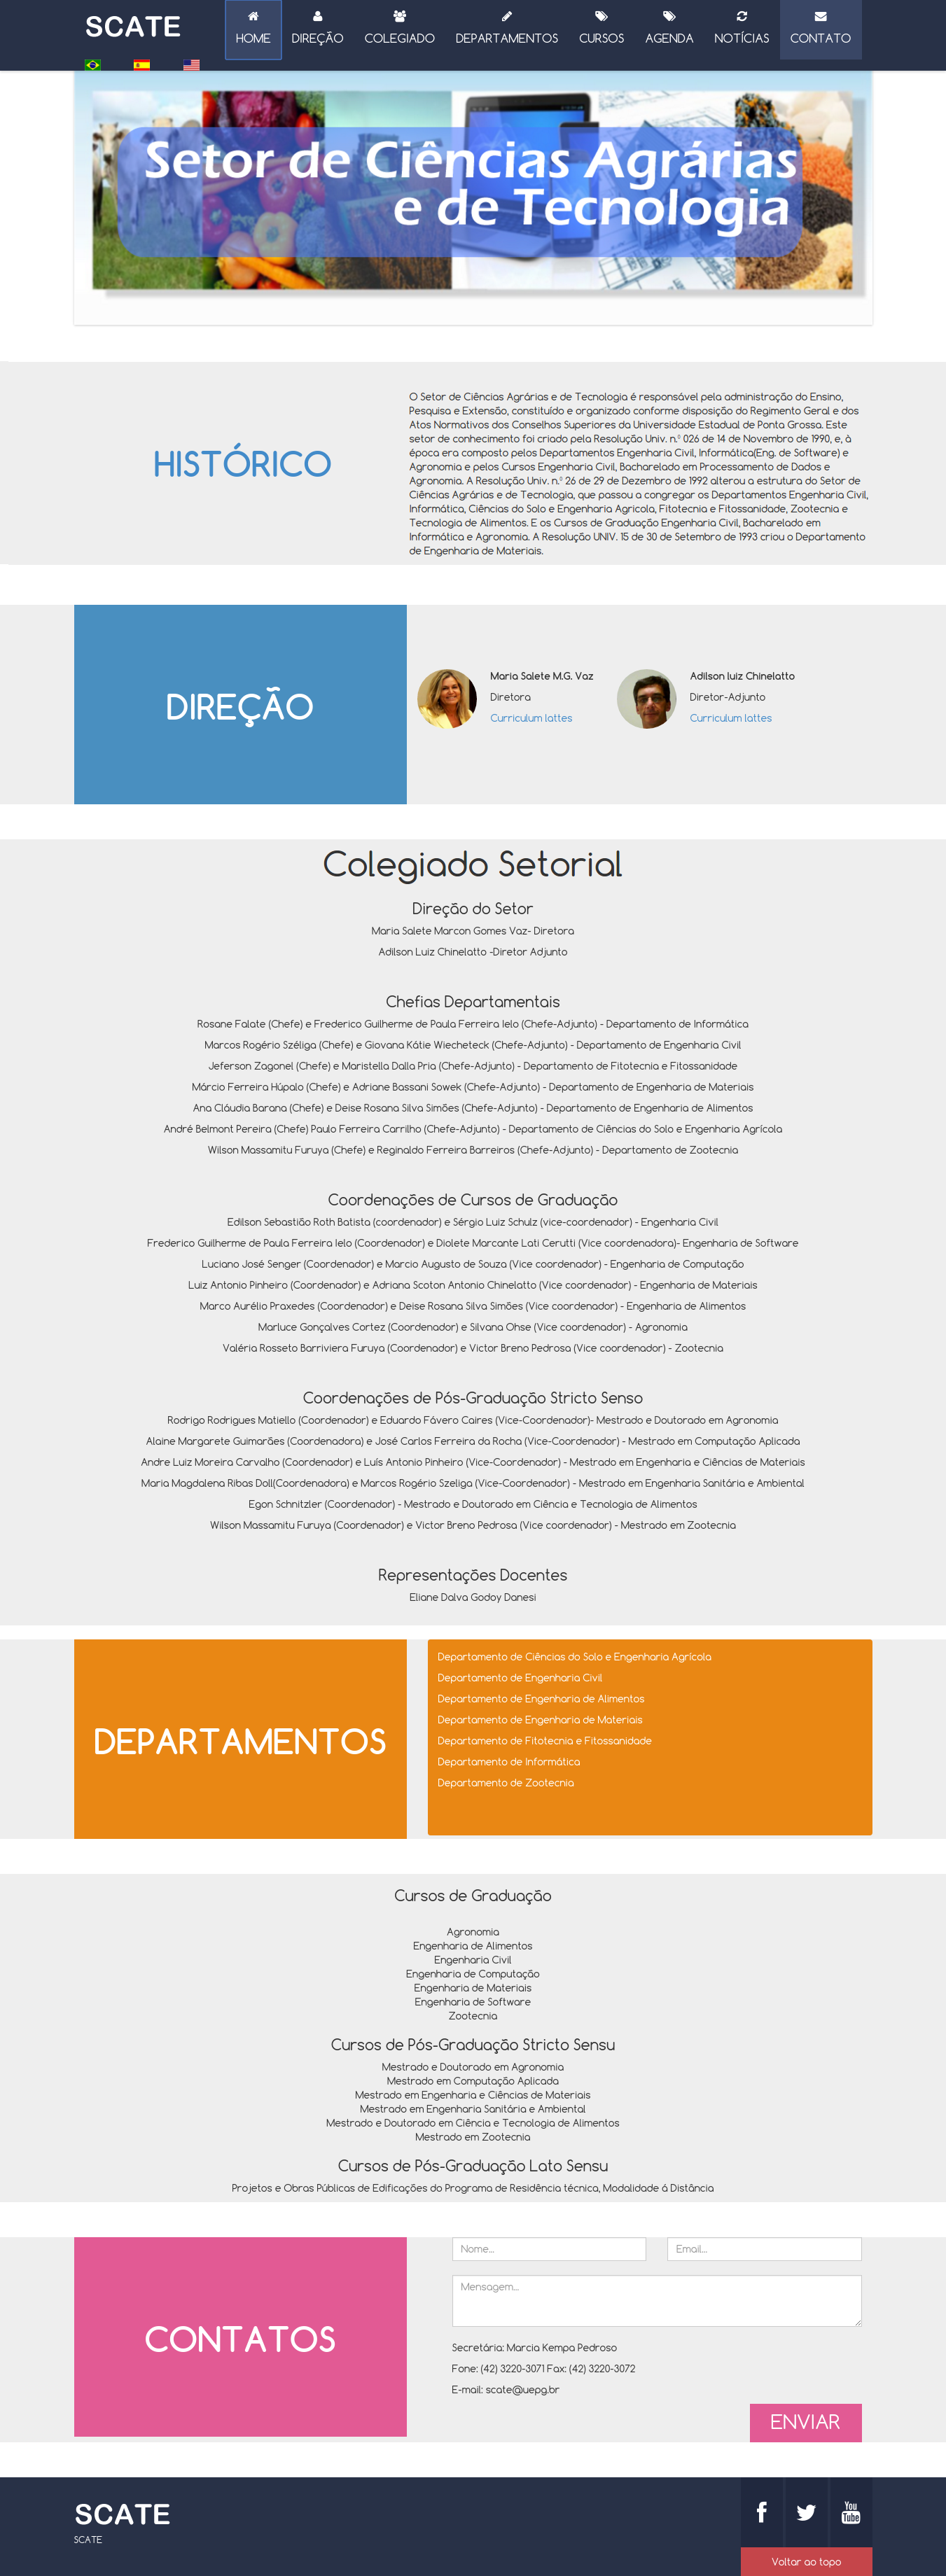 SCATE
HOME
DIREÇÃO
COLEGIADO
DEPARTAMENTOS
CURSOS
AGENDA
NOTÍCIAS
CONTATO
Setor de Ciências Agrárias
e de Tecnologia
HISTÓRICO
O Setor de Ciências Agrárias e de Tecnologia é responsável pela administração do Ensino,
Pesquisa e Extensão, constituído e organizado conforme disposição do Regimento Geral e dos
Atos Normativos dos Conselhos Superiores da Universidade Estadual de Ponta Grossa. Este
setor de conhecimento foi criado pela Resolução Univ. n.º 026 de 14 de Novembro de 1990, e, à
época era composto pelos Departamentos Engenharia Civil, Informática(Eng. de Software) e
Agronomia e pelos Cursos Engenharia Civil, Bacharelado em Processamento de Dados e
Agronomia. A Resolução Univ. n.º 26 de 29 de Dezembro de 1992 alterou a estrutura do Setor de
Ciências Agrárias e de Tecnologia, que passou a congregar os Departamentos Engenharia Civil,
Informática, Ciências do Solo e Engenharia Agricola, Fitotecnia e Fitossanidade, Zootecnia e
Tecnologia de Alimentos. E os Cursos de Graduação Engenharia Civil, Bacharelado em
Informática e Agronomia. A Resolução UNIV. 15 de 30 de Setembro de 1993 criou o Departamento
de Engenharia de Materiais.
DIREÇÃO
Maria Salete M.G. Vaz
Diretora
Curriculum lattes
Adilson luiz Chinelatto
Diretor-Adjunto
Curriculum lattes
Colegiado Setorial
Direção do Setor
Maria Salete Marcon Gomes Vaz- Diretora
Adilson Luiz Chinelatto -Diretor Adjunto
Chefias Departamentais
Rosane Falate (Chefe) e Frederico Guilherme de Paula Ferreira Ielo (Chefe-Adjunto) - Departamento de Informática
Marcos Rogério Széliga (Chefe) e Giovana Kátie Wiecheteck (Chefe-Adjunto) - Departamento de Engenharia Civil
Jeferson Zagonel (Chefe) e Maristella Dalla Pria (Chefe-Adjunto) - Departamento de Fitotecnia e Fitossanidade
Márcio Ferreira Húpalo (Chefe) e Adriane Bassani Sowek (Chefe-Adjunto) - Departamento de Engenharia de Materiais
Ana Cláudia Barana (Chefe) e Deise Rosana Silva Simões (Chefe-Adjunto) - Departamento de Engenharia de Alimentos
André Belmont Pereira (Chefe) Paulo Ferreira Carrilho (Chefe-Adjunto) - Departamento de Ciências do Solo e Engenharia Agrícola
Wilson Massamitu Furuya (Chefe) e Reginaldo Ferreira Barreiros (Chefe-Adjunto) - Departamento de Zootecnia
Coordenações de Cursos de Graduação
Edilson Sebastião Roth Batista (coordenador) e Sérgio Luiz Schulz (vice-coordenador) - Engenharia Civil
Frederico Guilherme de Paula Ferreira Ielo (Coordenador) e Diolete Marcante Lati Cerutti (Vice coordenadora)- Engenharia de Software
Luciano José Senger (Coordenador) e Marcio Augusto de Souza (Vice coordenador) - Engenharia de Computação
Luiz Antonio Pinheiro (Coordenador) e Adriana Scoton Antonio Chinelatto (Vice coordenador) - Engenharia de Materiais
Marco Aurélio Praxedes (Coordenador) e Deise Rosana Silva Simões (Vice coordenador) - Engenharia de Alimentos
Marluce Gonçalves Cortez (Coordenador) e Silvana Ohse (Vice coordenador) - Agronomia
Valéria Rosseto Barriviera Furuya (Coordenador) e Victor Breno Pedrosa (Vice coordenador) - Zootecnia
Coordenações de Pós-Graduação Stricto Senso
Rodrigo Rodrigues Matiello (Coordenador) e Eduardo Fávero Caires (Vice-Coordenador)- Mestrado e Doutorado em Agronomia
Alaine Margarete Guimarães (Coordenadora) e José Carlos Ferreira da Rocha (Vice-Coordenador) - Mestrado em Computação Aplicada
Andre Luiz Moreira Carvalho (Coordenador) e Luís Antonio Pinheiro (Vice-Coordenador) - Mestrado em Engenharia e Ciências de Materiais
Maria Magdalena Ribas Doll(Coordenadora) e Marcos Rogério Szeliga (Vice-Coordenador) - Mestrado em Engenharia Sanitária e Ambiental
Egon Schnitzler (Coordenador) - Mestrado e Doutorado em Ciência e Tecnologia de Alimentos
Wilson Massamitu Furuya (Coordenador) e Victor Breno Pedrosa (Vice coordenador) - Mestrado em Zootecnia
Representações Docentes
Eliane Dalva Godoy Danesi
DEPARTAMENTOS
Departamento de Ciências do Solo e Engenharia Agrícola
Departamento de Engenharia Civil
Departamento de Engenharia de Alimentos
Departamento de Engenharia de Materiais
Departamento de Fitotecnia e Fitossanidade
Departamento de Informática
Departamento de Zootecnia
Cursos de Graduação
Agronomia
Engenharia de Alimentos
Engenharia Civil
Engenharia de Computação
Engenharia de Materiais
Engenharia de Software
Zootecnia
Cursos de Pós-Graduação Stricto Sensu
Mestrado e Doutorado em Agronomia
Mestrado em Computação Aplicada
Mestrado em Engenharia e Ciências de Materiais
Mestrado em Engenharia Sanitária e Ambiental
Mestrado e Doutorado em Ciência e Tecnologia de Alimentos
Mestrado em Zootecnia
Cursos de Pós-Graduação Lato Sensu
Projetos e Obras Públicas de Edificações do Programa de Residência técnica, Modalidade á Distância
CONTATOS
Nome...
Email...
Mensagem...
Secretária: Marcia Kempa Pedroso
Fone: (42) 3220-3071 Fax: (42) 3220-3072
E-mail: scate@uepg.br
ENVIAR
SCATE
SCATE
You
Tube
Voltar ao topo